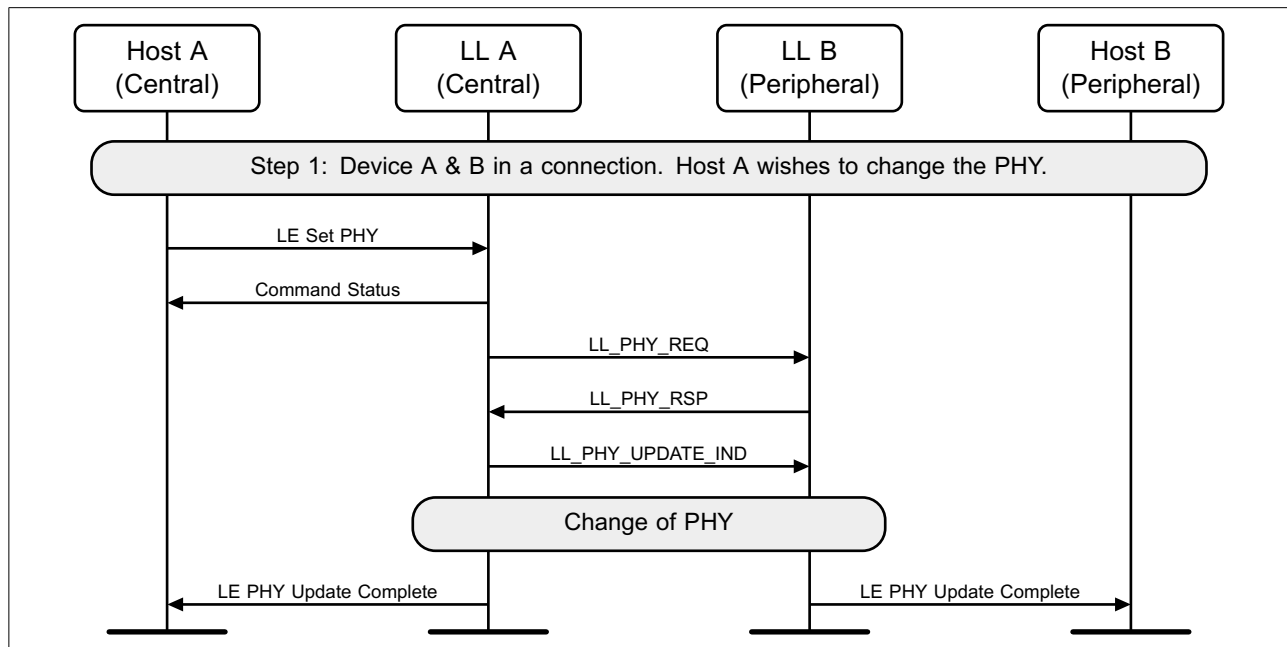 Host A
(Central)
LL A
(Central)
LL B
(Peripheral)
Host B
(Peripheral)
Step 1: Device A & B in a connection. Host A wishes to change the PHY.
LE Set PHY
Command Status
LL_PHY_REQ
LL_PHY_RSP
LL_PHY_UPDATE_IND
Change of PHY
LE PHY Update Complete
LE PHY Update Complete